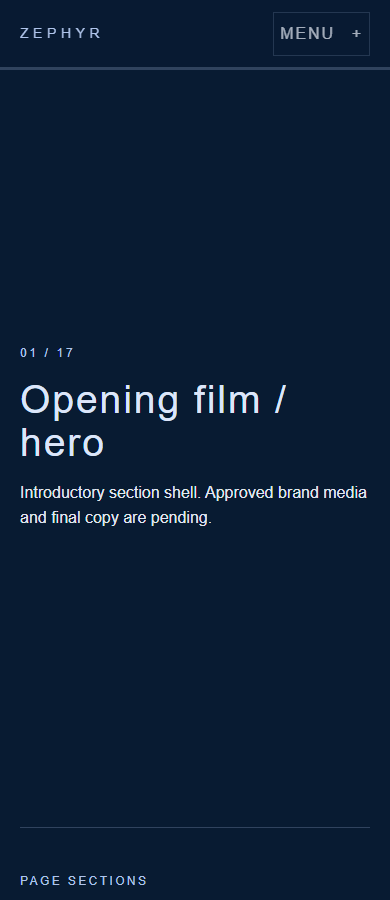 ZEPHYR
MENU +
01 / 17
Opening film /
hero
Introductory section shell. Approved brand media
and final copy are pending.
PAGE SECTIONS